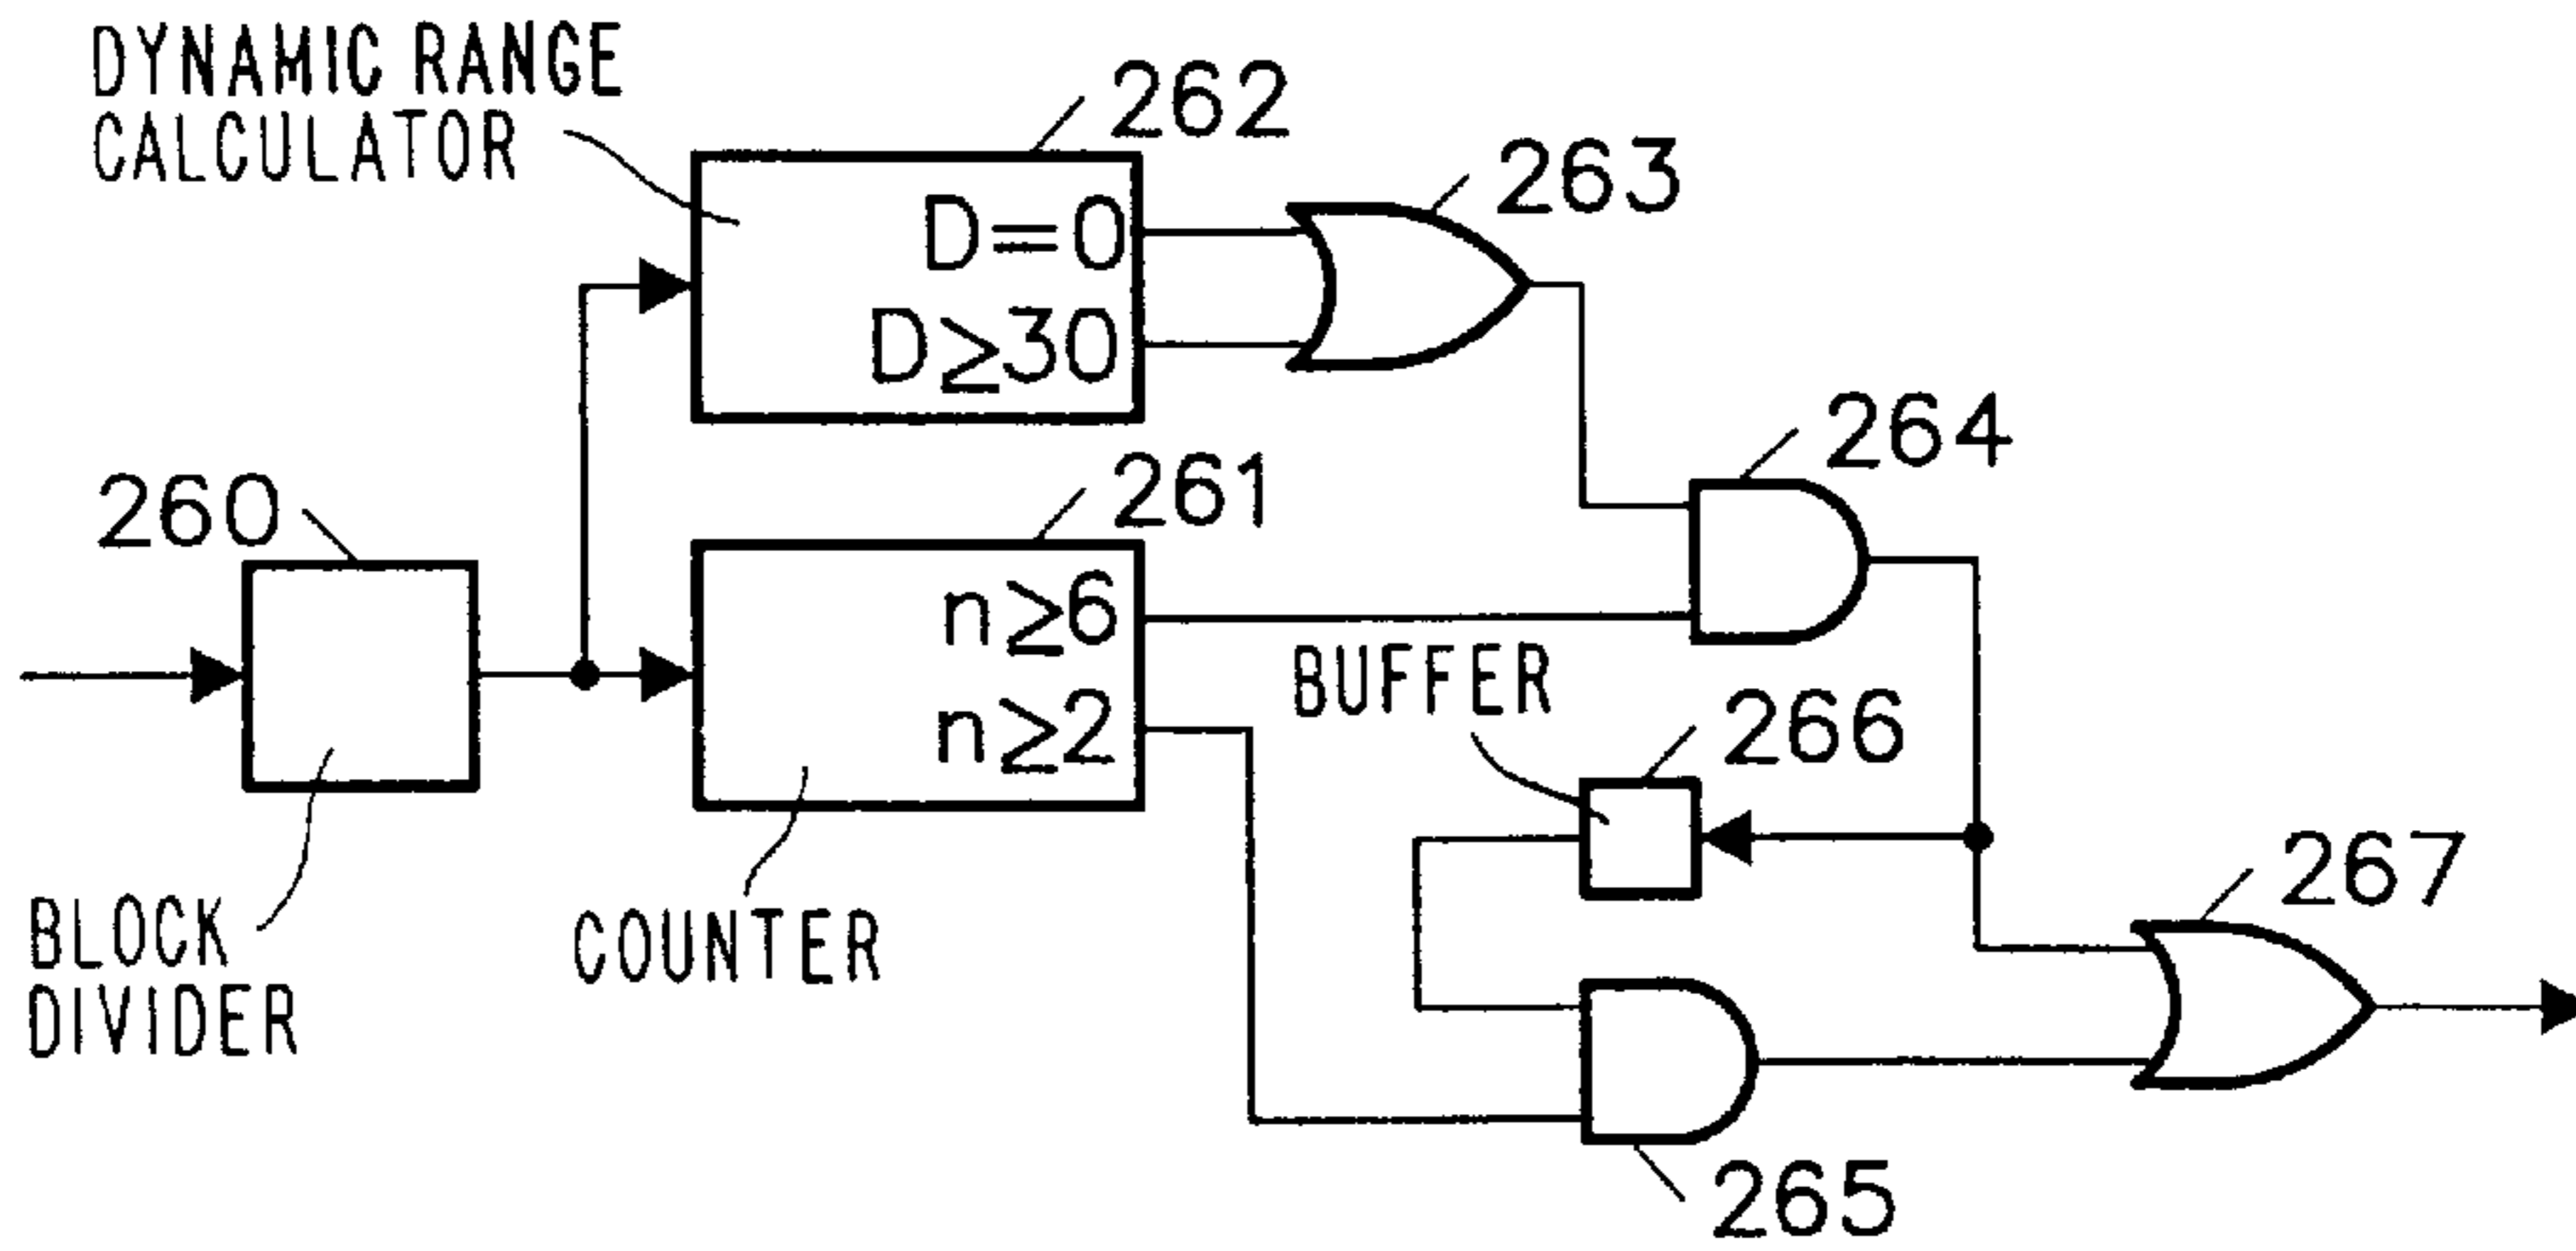 DYNAMIC RANGE
CALCULATOR
262
D=0
D≥30
263
264
260
261
n≥6
n≥2
BUFFER
266
267
BLOCK
DIVIDER
COUNTER
265